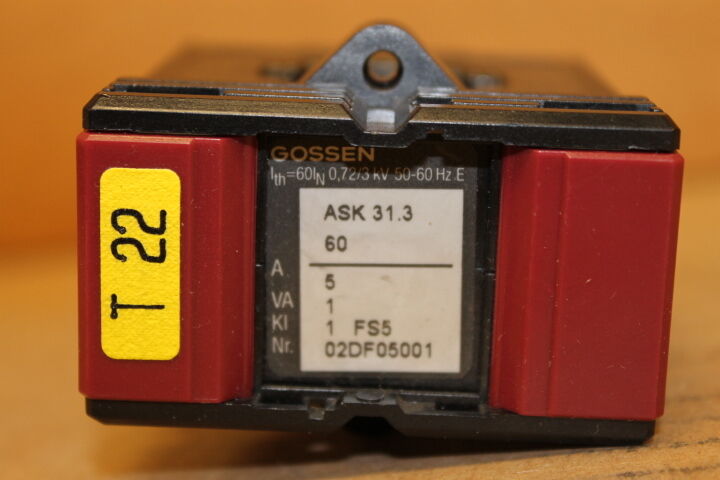 T 22
GOSSEN
Ith=60IN 0,72/3 kV 50-60 Hz E
ASK 31.3
60
A 5
VA 1
Kl 1 FS5
Nr. 02DF05001